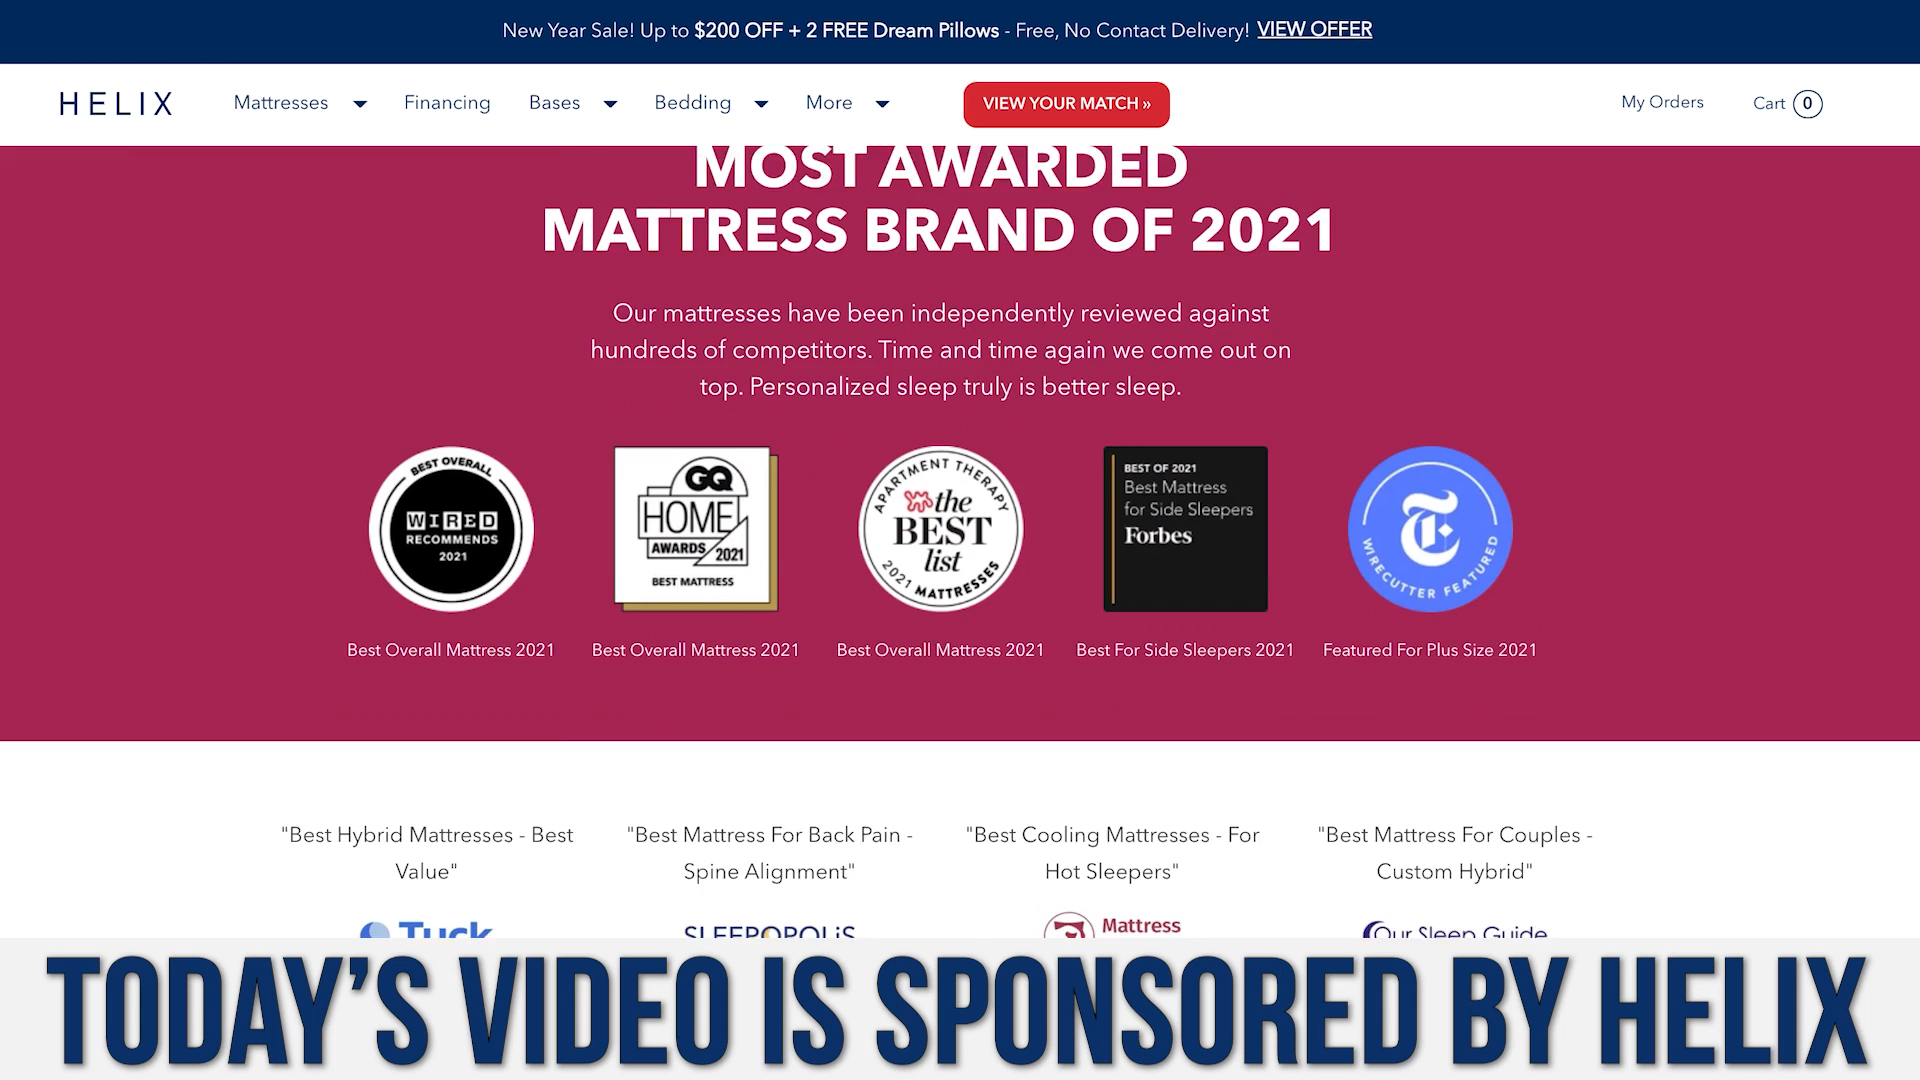 New Year Sale! Up to $200 OFF + 2 FREE Dream Pillows - Free, No Contact Delivery! VIEW OFFER
HELIX
Mattresses
Financing
Bases
Bedding
More
VIEW YOUR MATCH »
My Orders
Cart 0
MOST AWARDED
MATTRESS BRAND OF 2021
Our mattresses have been independently reviewed against
hundreds of competitors. Time and time again we come out on
top. Personalized sleep truly is better sleep.
BEST OVERALL
WIRED
RECOMMENDS
2021
GQ
HOME
AWARDS 2021
BEST MATTRESS
APARTMENT THERAPY
the
BEST
list
2021 MATTRESSES
BEST OF 2021
Best Mattress
for Side Sleepers
Forbes
T
WIRECUTTER FEATURED
Best Overall Mattress 2021
Best Overall Mattress 2021
Best Overall Mattress 2021
Best For Side Sleepers 2021
Featured For Plus Size 2021
"Best Hybrid Mattresses - Best
Value"
"Best Mattress For Back Pain -
Spine Alignment"
"Best Cooling Mattresses - For
Hot Sleepers"
"Best Mattress For Couples -
Custom Hybrid"
Tuck
SLEEPOPOLiS
Mattress
Our Sleep Guide
TODAY'S VIDEO IS SPONSORED BY HELIX